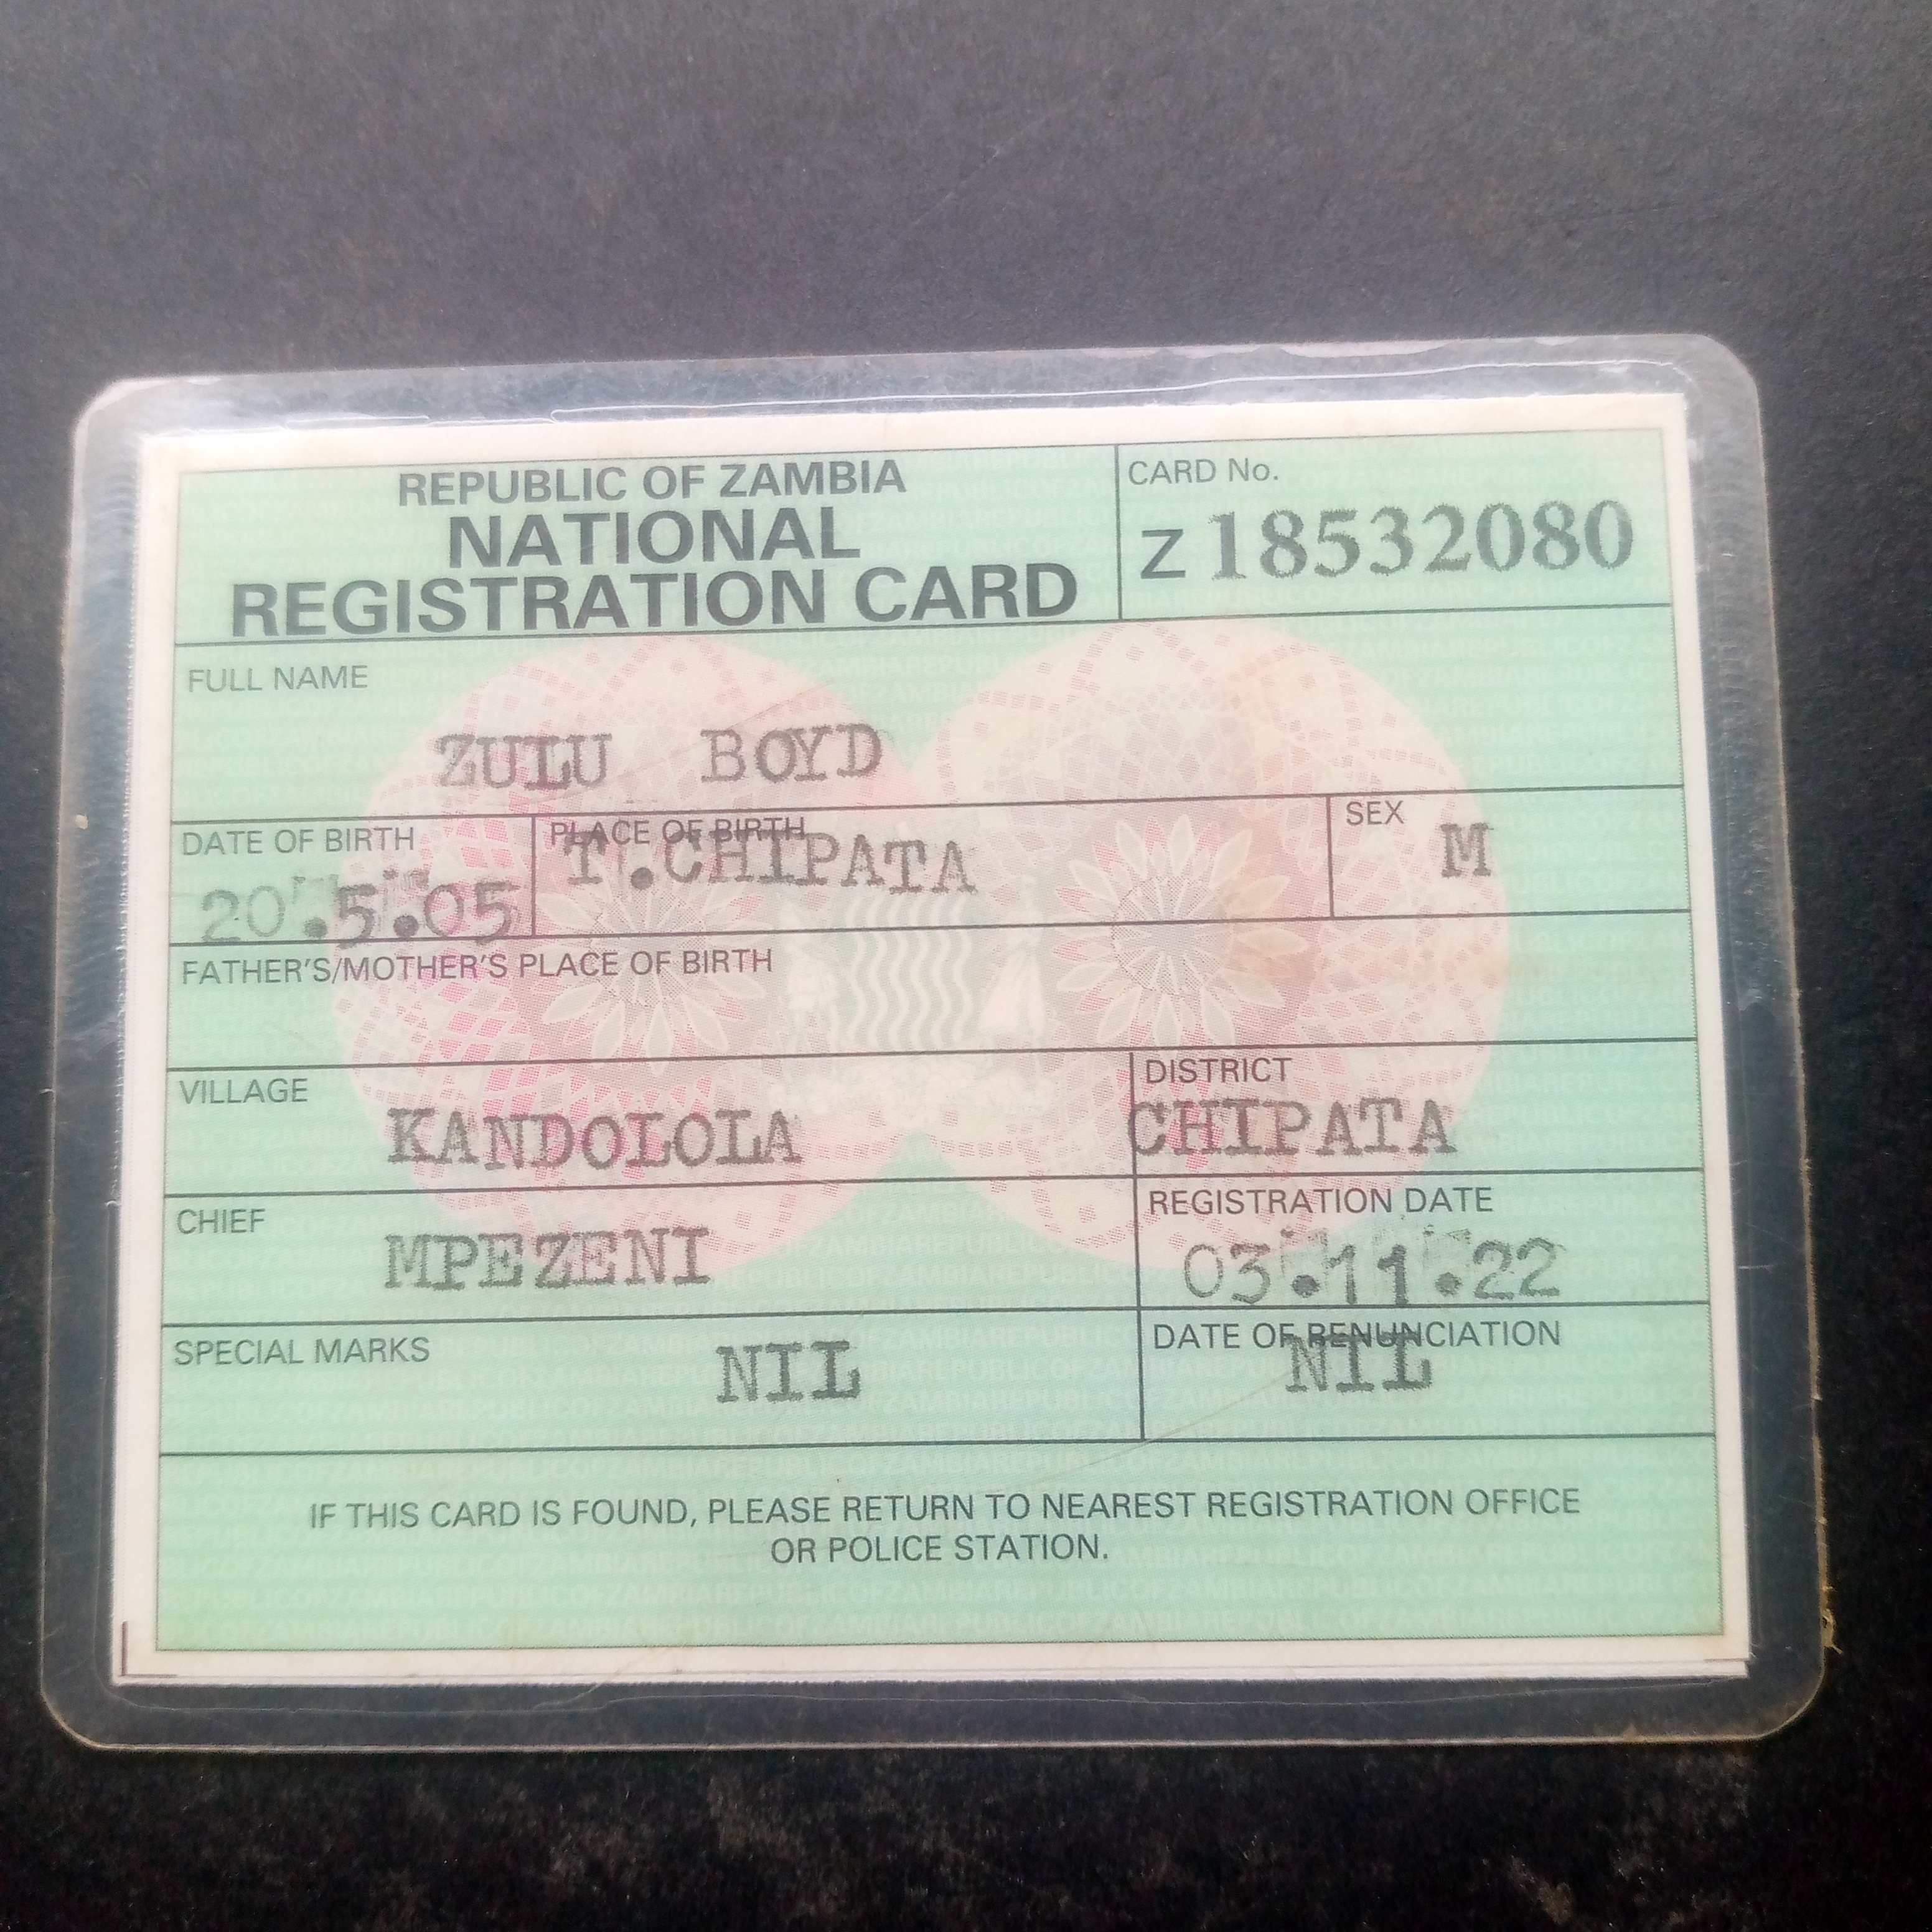 REPUBLIC OF ZAMBIA
NATIONAL
REGISTRATION CARD
CARD No.
Z 18532080
FULL NAME
ZULU BOYD
DATE OF BIRTH
20.5.05
PLACE OF BIRTH
T.CHIPATA
SEX
M
FATHER'S/MOTHER'S PLACE OF BIRTH
VILLAGE
KANDOLOLA
DISTRICT
CHIPATA
CHIEF
MPEZENI
REGISTRATION DATE
03.11.22
SPECIAL MARKS
NIL
DATE OF RENUNCIATION
NIL
IF THIS CARD IS FOUND, PLEASE RETURN TO NEAREST REGISTRATION OFFICE
OR POLICE STATION.